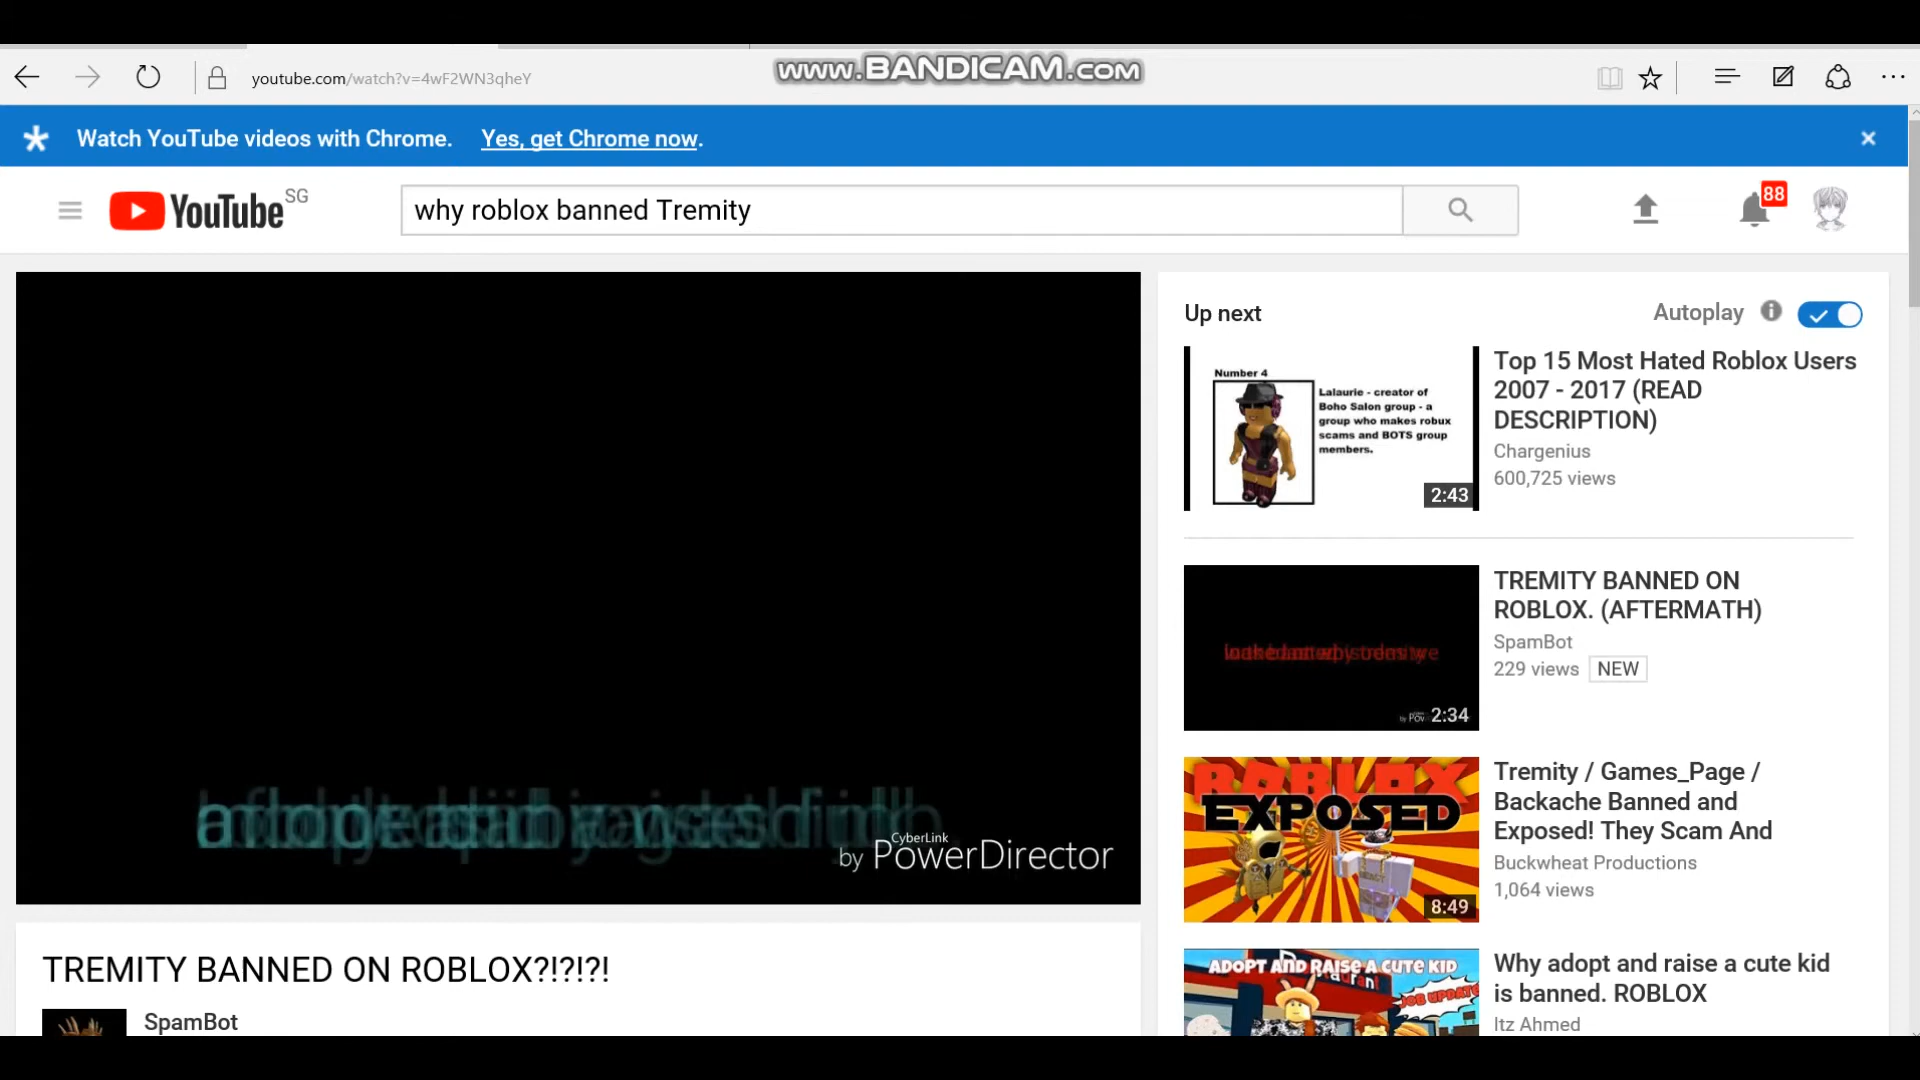 www.BANDICAM.com
youtube.com/watch?v=4wF2WN3qheY
Watch YouTube videos with Chrome. Yes, get Chrome now.
YouTube SG
why roblox banned Tremity
88
Up next
Autoplay
Number 4
Lalaurie - creator of
Boho Salon group - a
group who makes robux
scams and BOTS group
members.
2:43
Top 15 Most Hated Roblox Users
2007 - 2017 (READ
DESCRIPTION)
Chargenius
600,725 views
2:34
TREMITY BANNED ON
ROBLOX. (AFTERMATH)
SpamBot
229 views NEW
CyberLink
by PowerDirector
ROBLOX
EXPOSED
8:49
Tremity / Games_Page /
Backache Banned and
Exposed! They Scam And
Buckwheat Productions
1,064 views
TREMITY BANNED ON ROBLOX?!?!?!
SpamBot
ADOPT AND RAISE A CUTE KID
JOB UPDATE
Why adopt and raise a cute kid
is banned. ROBLOX
Itz Ahmed